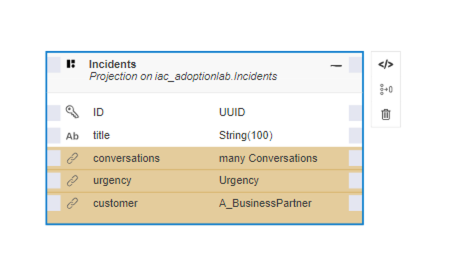 Incidents
Projection on iac_adoptionlab.Incidents
ID UUID
Ab title String(100)
conversations many Conversations
urgency Urgency
customer A_BusinessPartner
</>